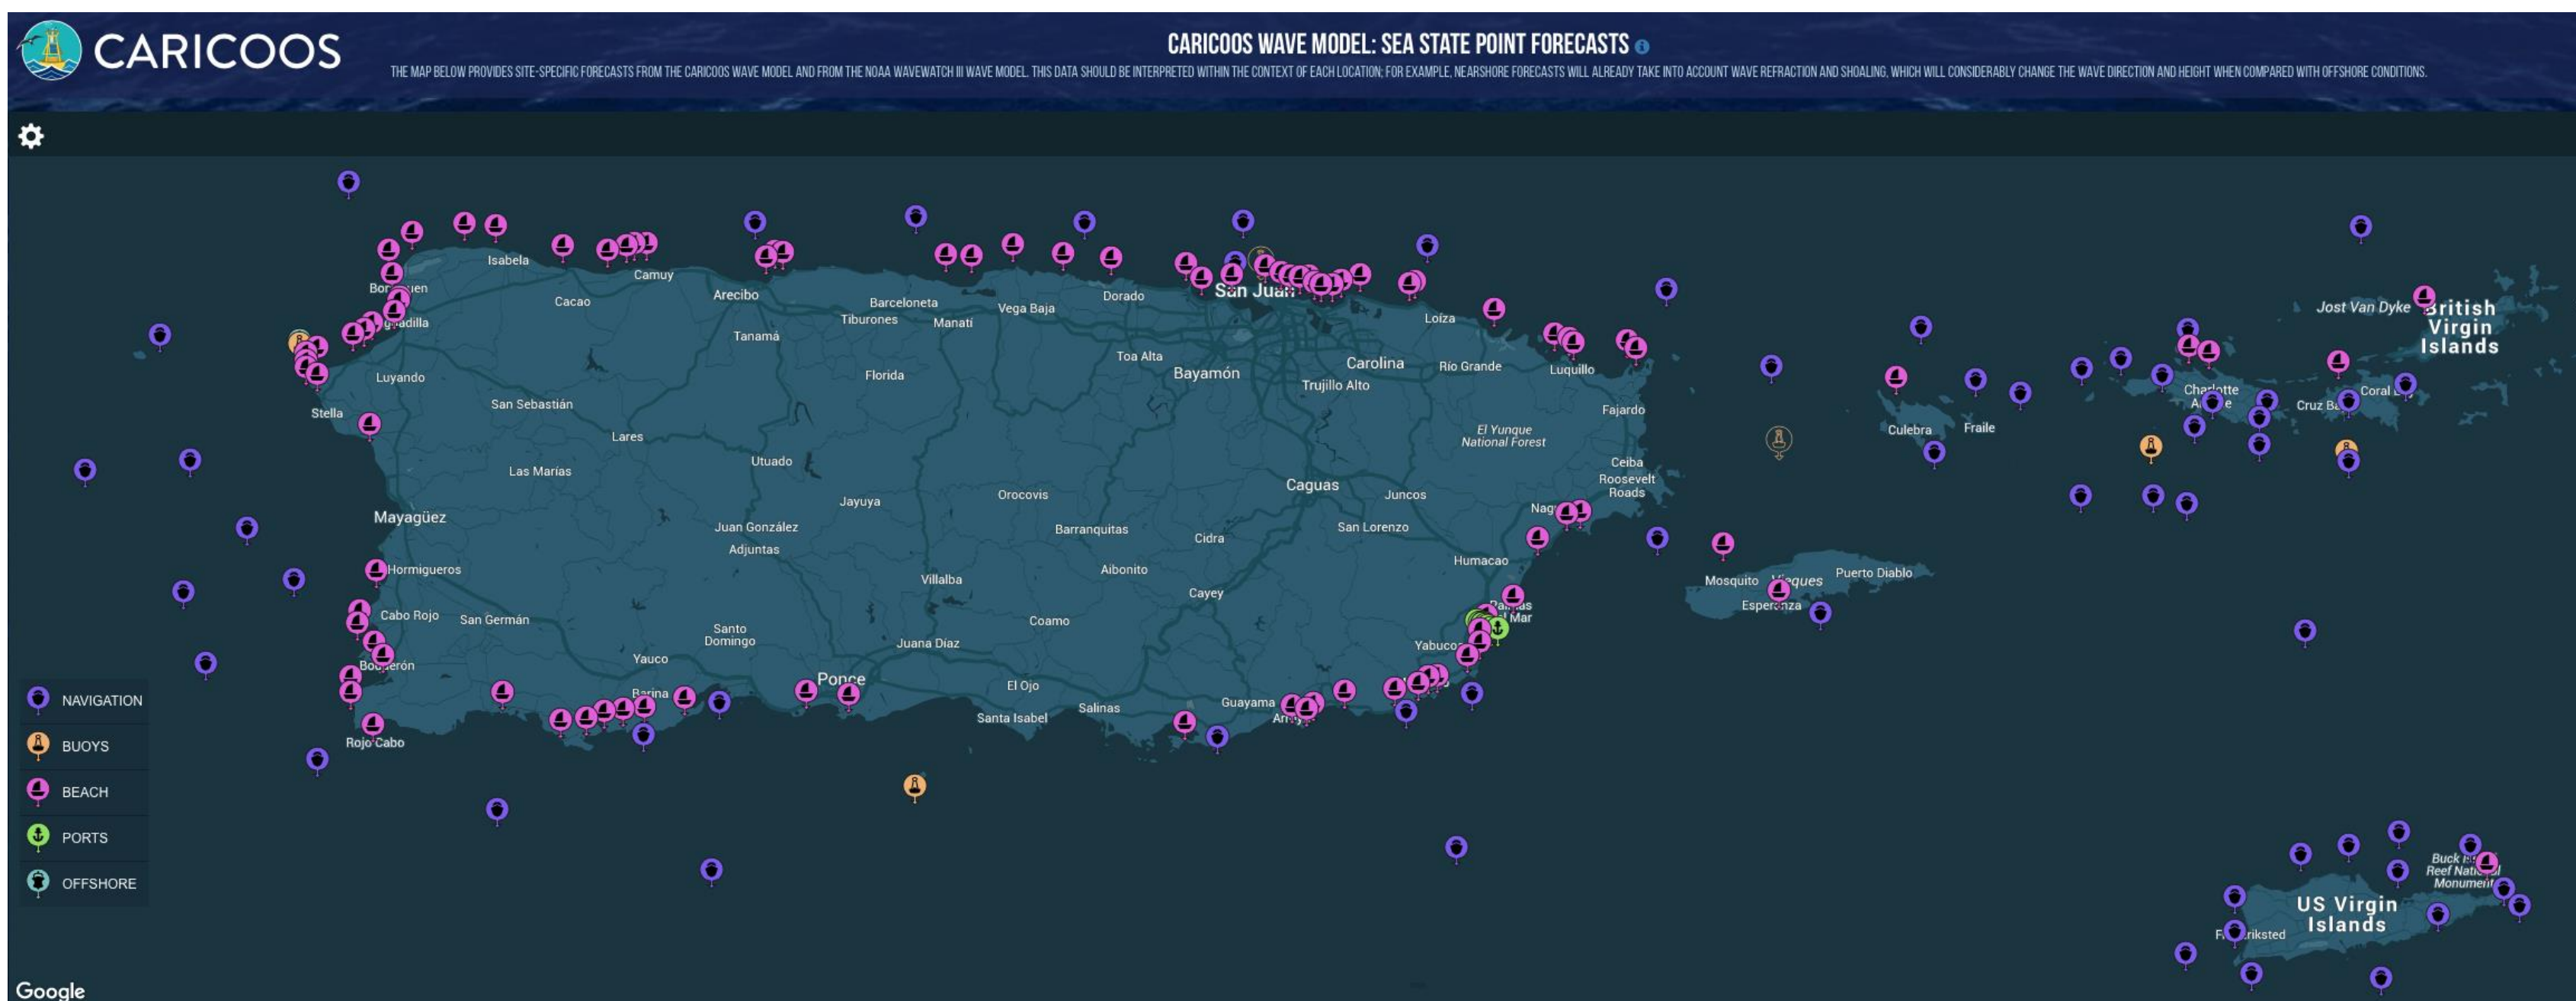 CARICOOS
CARICOOS WAVE MODEL: SEA STATE POINT FORECASTS
THE MAP BELOW PROVIDES SITE-SPECIFIC FORECASTS FROM THE CARICOOS WAVE MODEL AND FROM THE NOAA WAVEWATCH III WAVE MODEL. THIS DATA SHOULD BE INTERPRETED WITHIN THE CONTEXT OF EACH LOCATION; FOR EXAMPLE, NEARSHORE FORECASTS WILL ALREADY TAKE INTO ACCOUNT WAVE REFRACTION AND SHOALING, WHICH WILL CONSIDERABLY CHANGE THE WAVE DIRECTION AND HEIGHT WHEN COMPARED WITH OFFSHORE CONDITIONS.
Isabela
Camuy
Cacao
Arecibo
Barceloneta
Tiburones
Manatí
Vega Baja
Dorado
San Juan
Loíza
Tanamá
Toa Alta
Bayamón
Carolina
Trujillo Alto
Río Grande
Luquillo
Jost Van Dyke
British
Virgin
Islands
Luyando
Florida
Stella
San Sebastián
Lares
Fajardo
El Yunque
National Forest
Culebra
Fraile
Las Marías
Utuado
Jayuya
Orocovis
Caguas
Juncos
Ceiba
Roosevelt
Roads
Mayagüez
Juan González
Adjuntas
Barranquitas
Cidra
San Lorenzo
Humacao
Hormigueros
Villalba
Aibonito
Cayey
Mosquito
Puerto Diablo
Cabo Rojo
San Germán
Santo
Domingo
Juana Díaz
Coamo
Yauco
Ponce
El Ojo
Santa Isabel
Salinas
Guayama
Rojo Cabo
NAVIGATION
BUOYS
BEACH
PORTS
OFFSHORE
US Virgin
Islands
Monument
Google